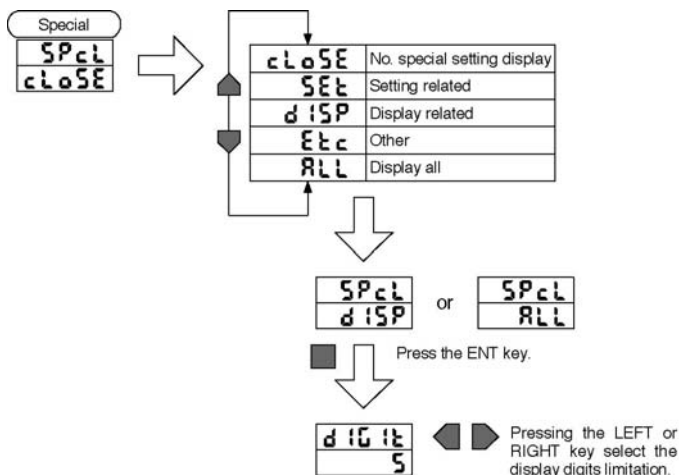 Special
SPcL
cLoSE
cLoSE No. special setting display
SEt Setting related
dISP Display related
Etc Other
ALL Display all
SPcL
dISP
or
SPcL
ALL
Press the ENT key.
dIGIt
5
Pressing the LEFT or
RIGHT key select the
display digits limitation.